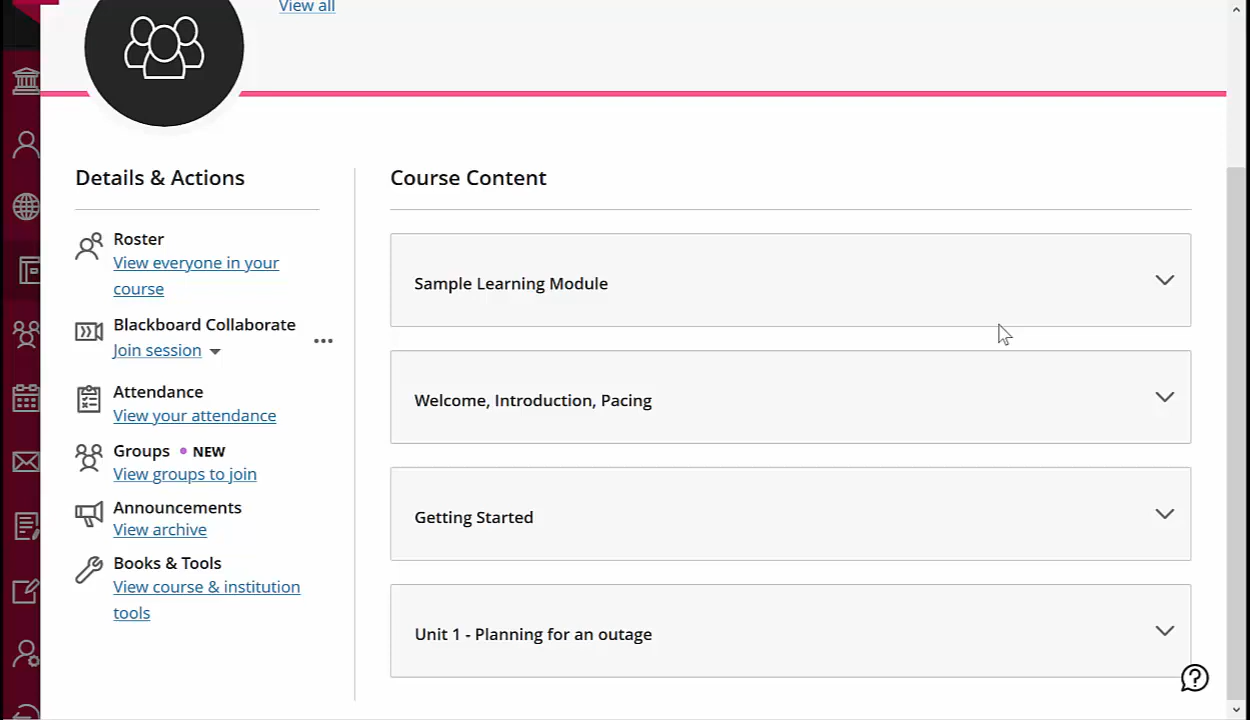 View all
Details & Actions
Roster
View everyone in your
course
Blackboard Collaborate
Join session
Attendance
View your attendance
Groups • NEW
View groups to join
Announcements
View archive
Books & Tools
View course & institution
tools
Course Content
Sample Learning Module
Welcome, Introduction, Pacing
Getting Started
Unit 1 - Planning for an outage